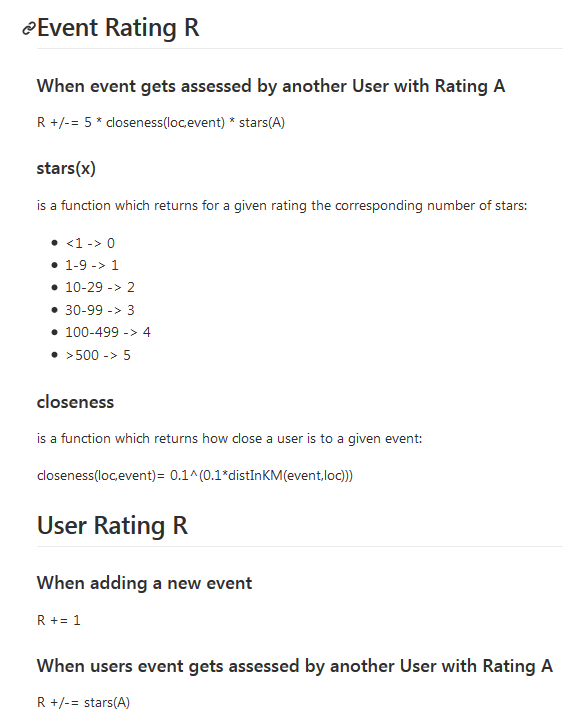 Event Rating R
When event gets assessed by another User with Rating A
R +/-= 5 * closeness(loc,event) * stars(A)
stars(x)
is a function which returns for a given rating the corresponding number of stars:
• <1 -> 0
• 1-9 -> 1
• 10-29 -> 2
• 30-99 -> 3
• 100-499 -> 4
• >500 -> 5
closeness
is a function which returns how close a user is to a given event:
closeness(loc,event)= 0.1^(0.1*distInKM(event,loc)))
User Rating R
When adding a new event
R += 1
When users event gets assessed by another User with Rating A
R +/-= stars(A)